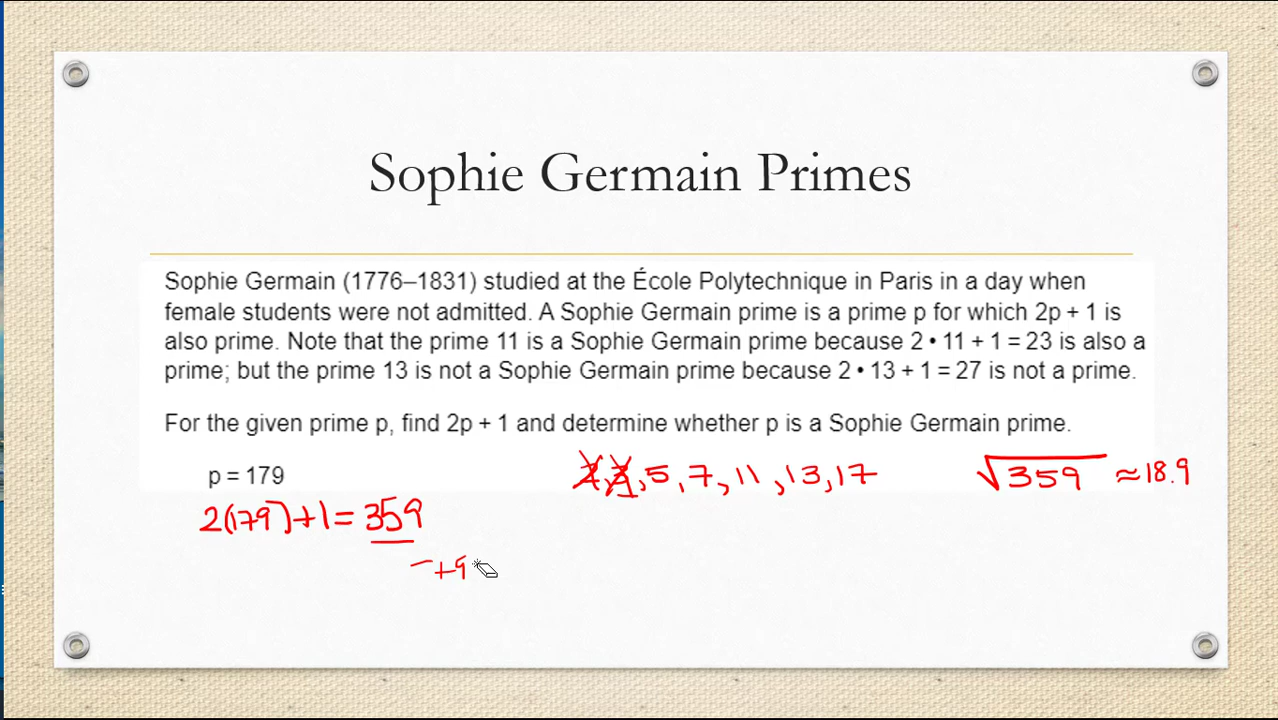 Sophie Germain Primes
Sophie Germain (1776–1831) studied at the École Polytechnique in Paris in a day when
female students were not admitted. A Sophie Germain prime is a prime p for which 2p + 1 is
also prime. Note that the prime 11 is a Sophie Germain prime because 2 • 11 + 1 = 23 is also a
prime; but the prime 13 is not a Sophie Germain prime because 2 • 13 + 1 = 27 is not a prime.
For the given prime p, find 2p + 1 and determine whether p is a Sophie Germain prime.
p = 179
2, 3, 5, 7, 11, 13, 17
√359 ≈ 18.9
2(179) + 1 = 359
+9